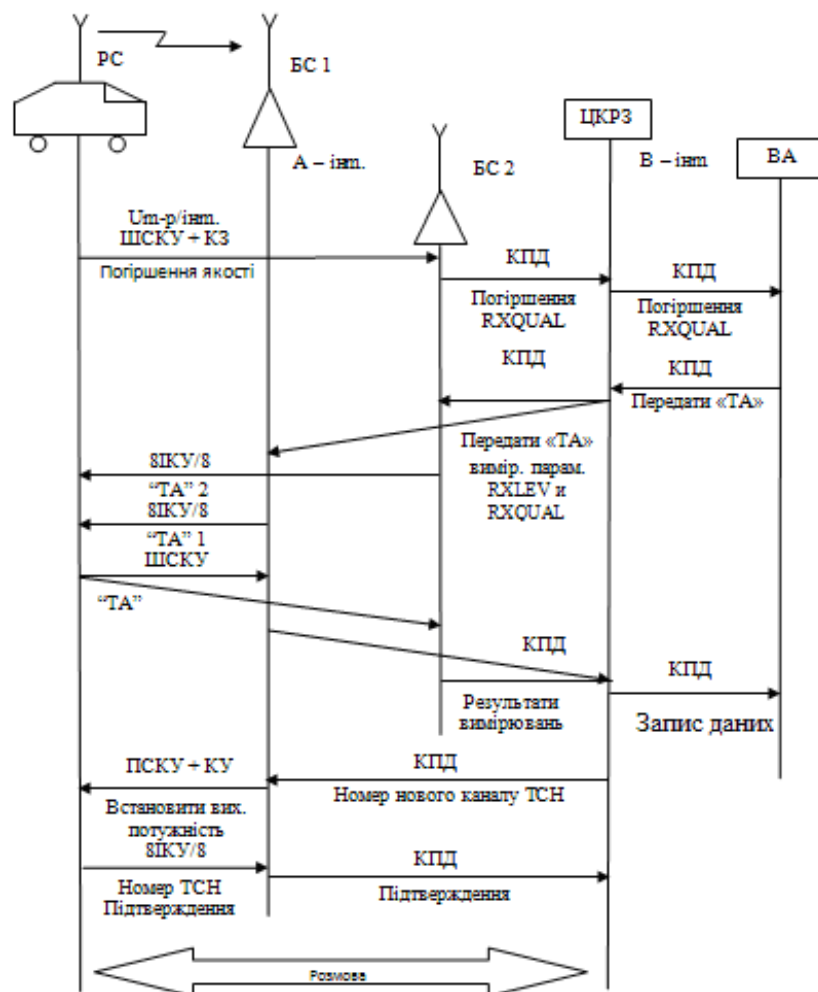 РС
БС 1
ЦКРЗ
ВА
А – інт.
БС 2
В – інт
Um-р/інт.
ШСКУ + КЗ
Погіршення якості
КПД
Погіршення
RXQUAL
КПД
Погіршення
RXQUAL
КПД
КПД
Передати «ТА»
Передати «ТА»
вимір. парам.
RXLEV и
RXQUAL
8ІКУ/8
“ТА” 2
8ІКУ/8
“ТА” 1
ШСКУ
“ТА”
КПД
КПД
Результати
вимірювань
Запис даних
ПСКУ + КУ
КПД
Номер нового каналу ТСН
Встановити вих.
потужність
8ІКУ/8
КПД
Номер ТСН
Підтвердження
Підтвердження
Розмова